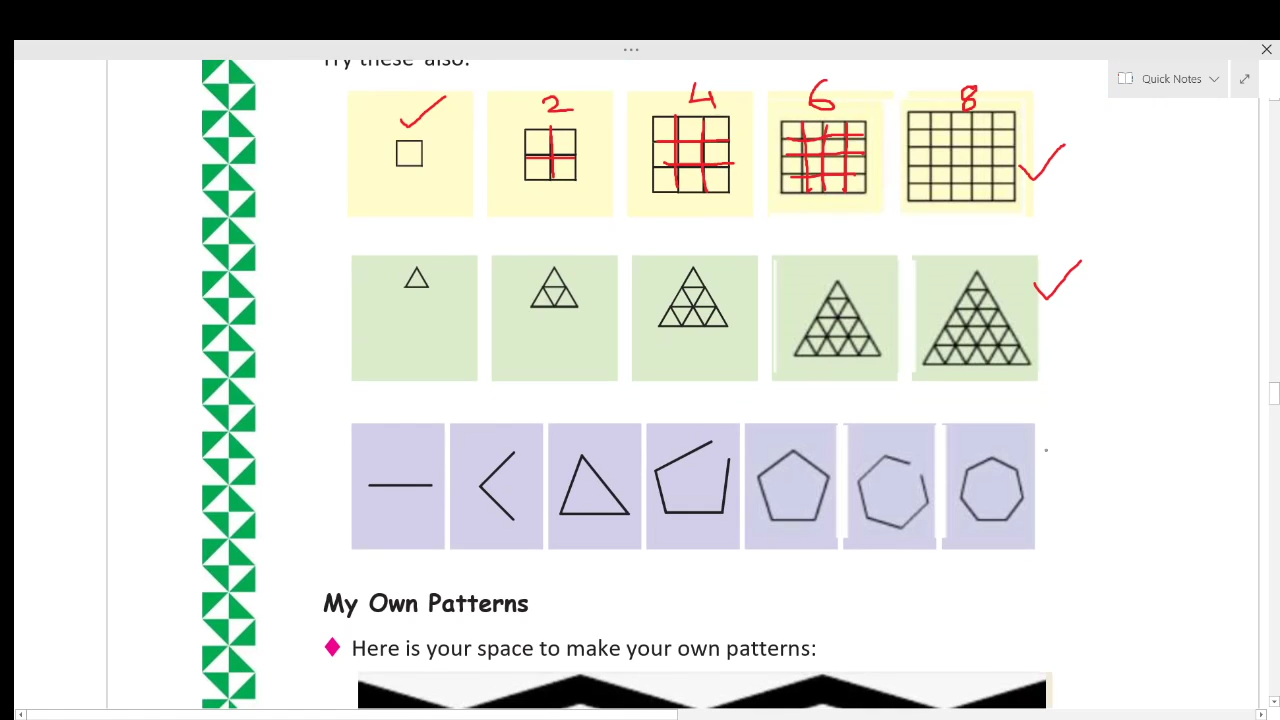 Try these also:
Quick Notes
2 4 6 8
My Own Patterns
Here is your space to make your own patterns: